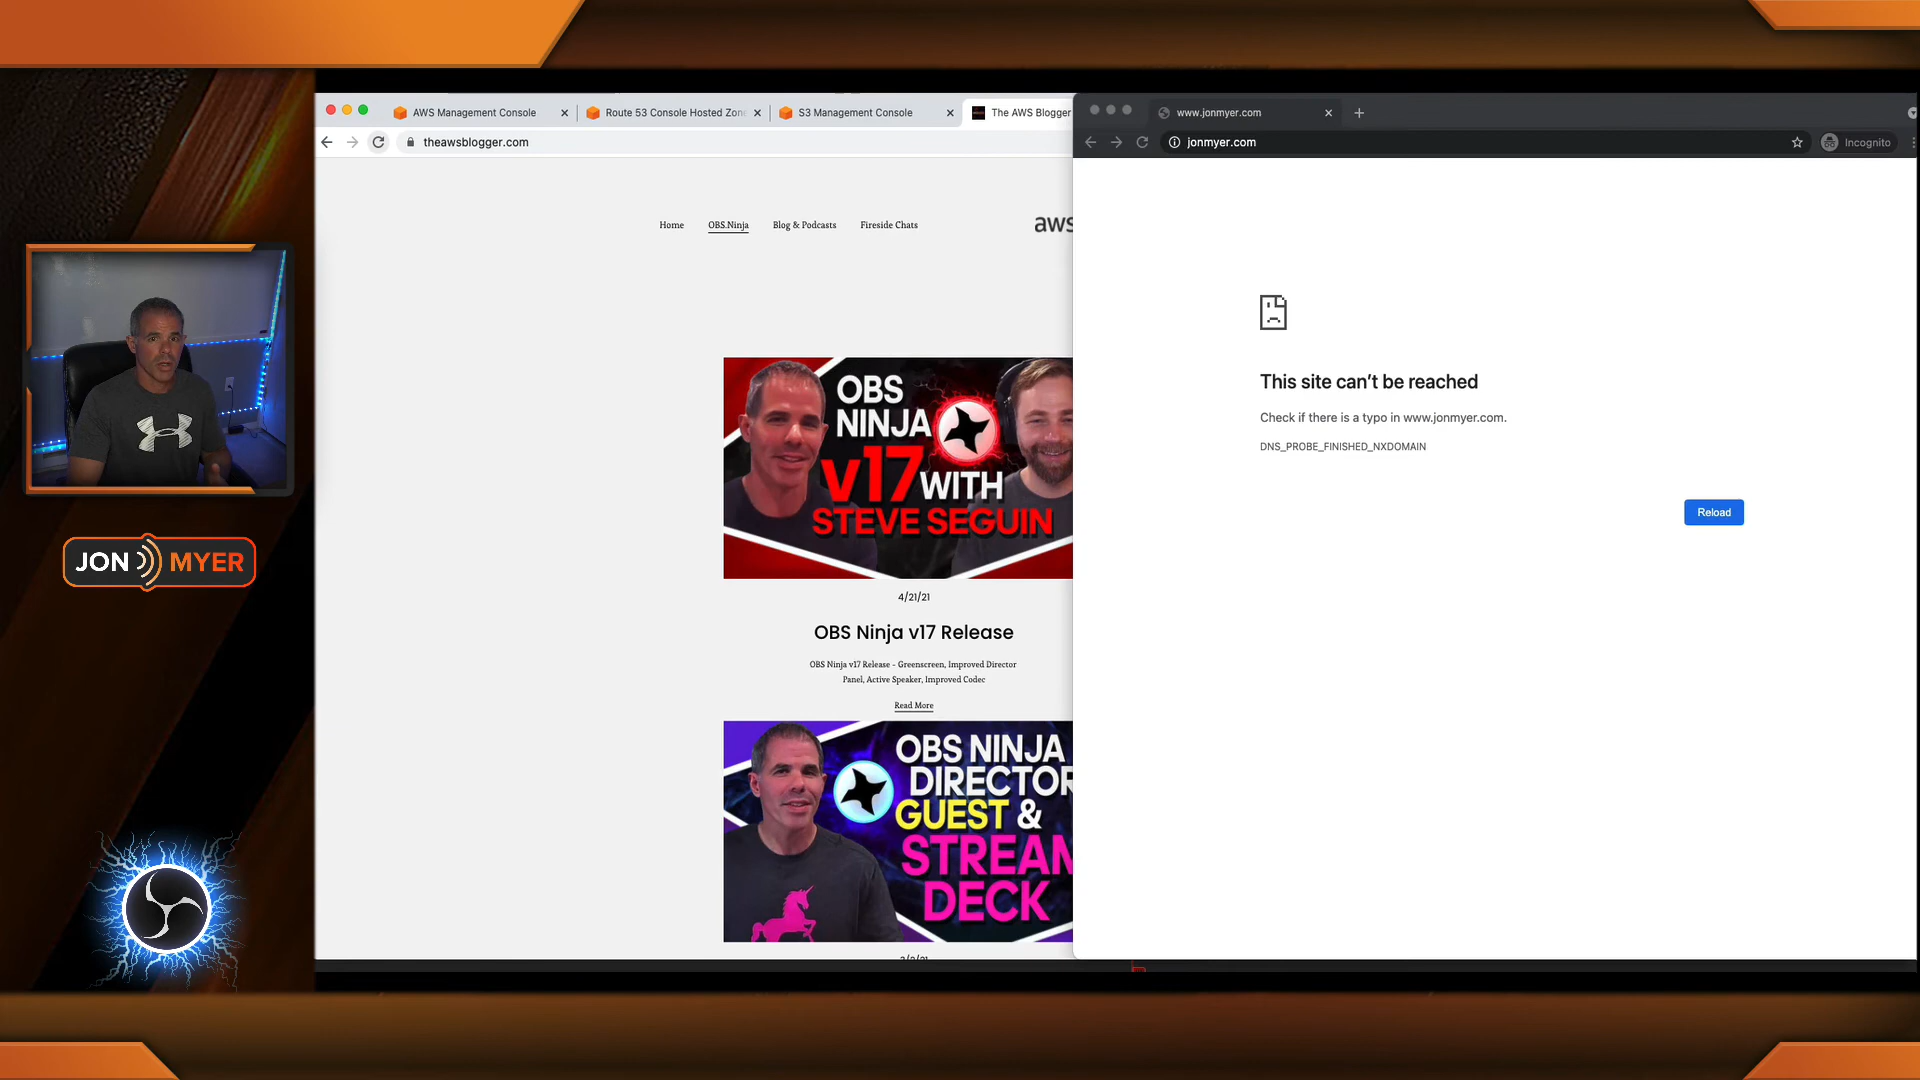 AWS Management Console
Route 53 Console Hosted Zone
S3 Management Console
The AWS Blogger
theawsblogger.com
www.jonmyer.com
jonmyer.com
Incognito
Home
OBS.Ninja
Blog & Podcasts
Fireside Chats
aws
OBS
NINJA
v17 WITH
STEVE SEGUIN
4/21/21
OBS Ninja v17 Release
OBS Ninja v17 Release - Greenscreen, Improved Director
Panel, Active Speaker, Improved Codec
Read More
OBS NINJA
DIRECTOR
GUEST &
STREAM
DECK
This site can't be reached
Check if there is a typo in www.jonmyer.com.
DNS_PROBE_FINISHED_NXDOMAIN
Reload
JON MYER